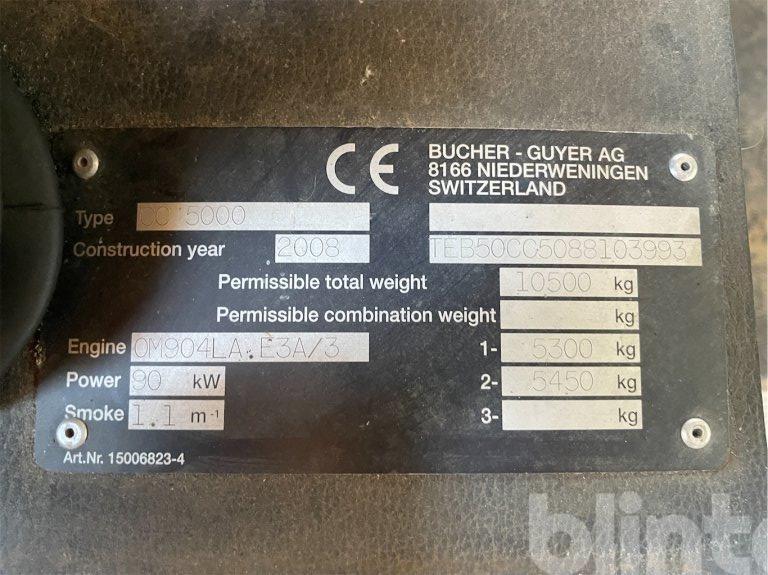 CE BUCHER - GUYER AG
8166 NIEDERWENINGEN
SWITZERLAND
Type CC 5000
Construction year 2008 TEB50CC5088103993
Permissible total weight 10500 kg
Permissible combination weight kg
Engine OM904LA.E3A/3 1- 5300 kg
Power 90 kW 2- 5450 kg
Smoke 1.1 m-1 3- kg
Art.Nr. 15006823-4